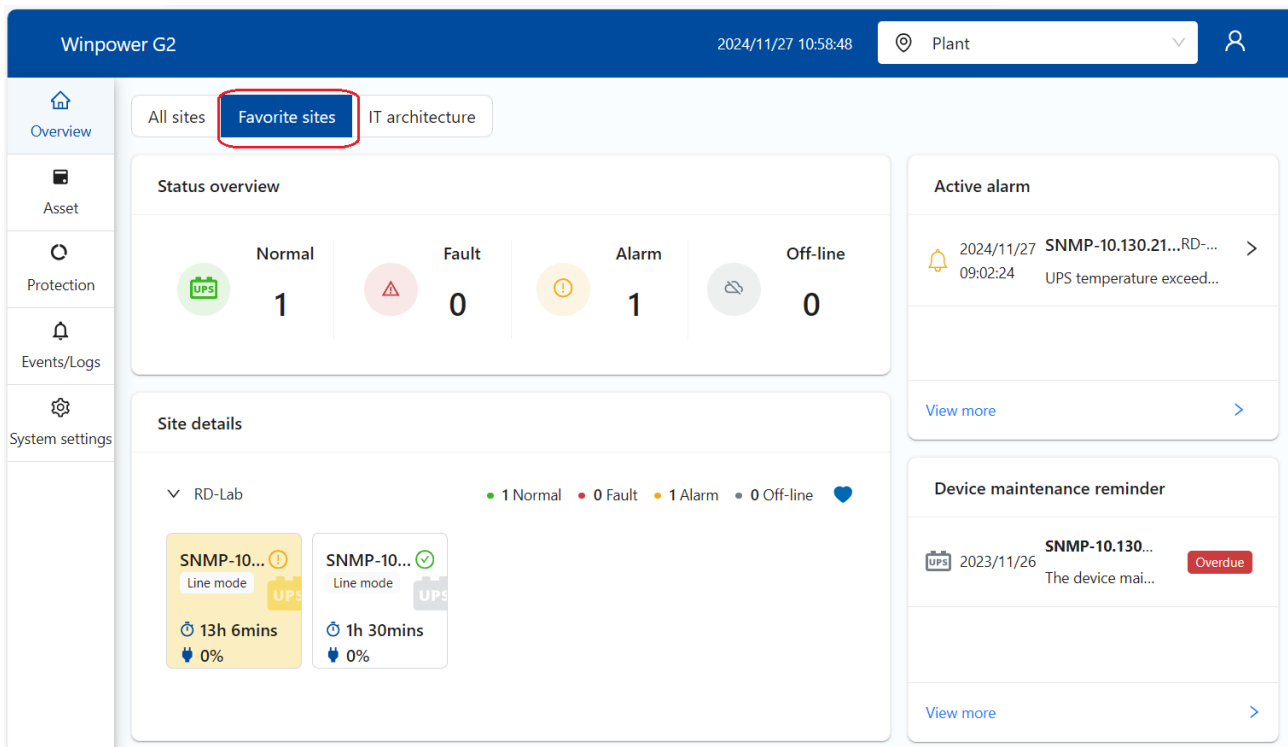 Winpower G2
2024/11/27 10:58:48
Plant
Overview
Asset
Protection
Events/Logs
System settings
All sites
Favorite sites
IT architecture
Status overview
Normal
1
Fault
0
Alarm
1
Off-line
0
Site details
RD-Lab
1 Normal
0 Fault
1 Alarm
0 Off-line
SNMP-10...
Line mode
UPS
13h 6mins
0%
SNMP-10...
Line mode
UPS
1h 30mins
0%
Active alarm
2024/11/27
09:02:24
SNMP-10.130.21...RD-...
UPS temperature exceed...
View more
Device maintenance reminder
UPS
2023/11/26
SNMP-10.130...
The device mai...
Overdue
View more
UPS